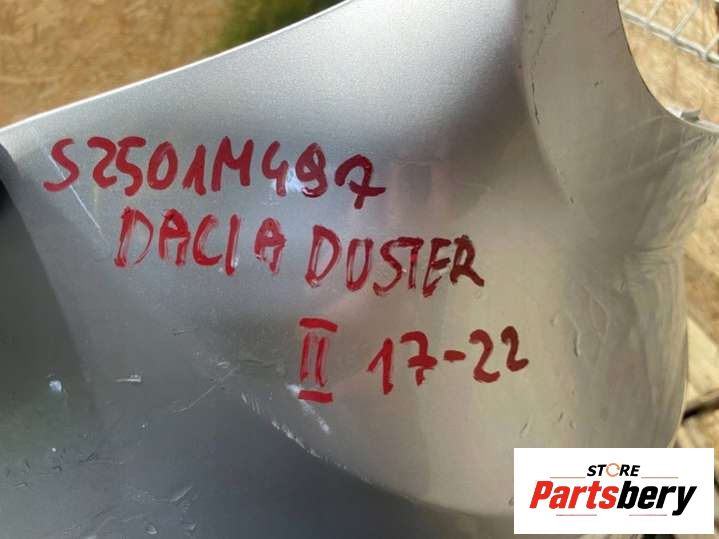 S2501M497
DACIA DUSTER
II 17-22
STORE
Partsbery